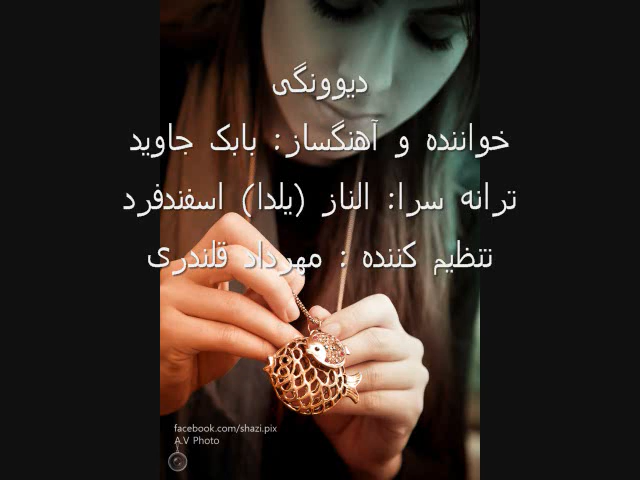 دیوونگی
خواننده و آهنگساز: بابک جاوید
ترانه سرا: الناز (یلدا) اسفندفرد
تنظیم کننده : مهرداد قلندری
facebook.com/shazi.pix
A.V Photo